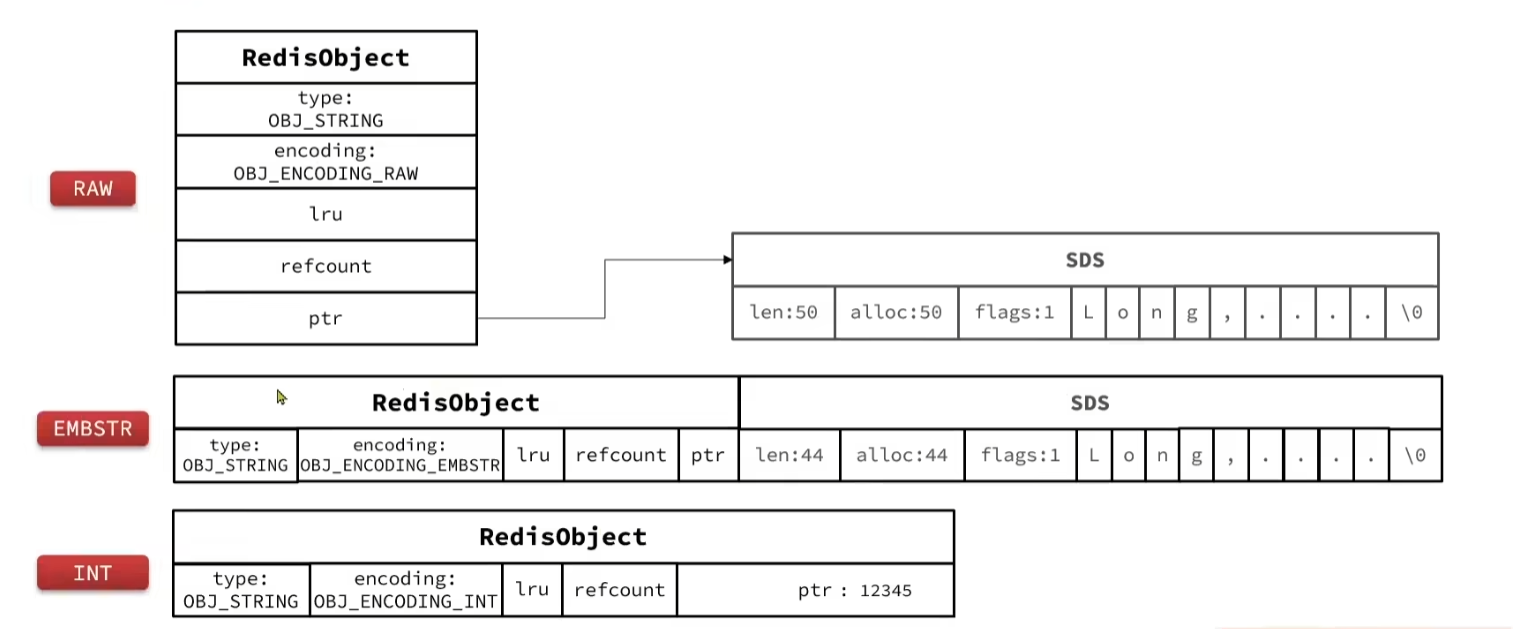 RAW
RedisObject
type:
OBJ_STRING
encoding:
OBJ_ENCODING_RAW
lru
refcount
ptr
SDS
len:50 alloc:50 flags:1 L o n g , . . . . \0
EMBSTR
RedisObject SDS
type:
OBJ_STRING
encoding:
OBJ_ENCODING_EMBSTR
lru refcount ptr len:44 alloc:44 flags:1 L o n g , . . . . \0
INT
RedisObject
type:
OBJ_STRING
encoding:
OBJ_ENCODING_INT
lru refcount ptr : 12345